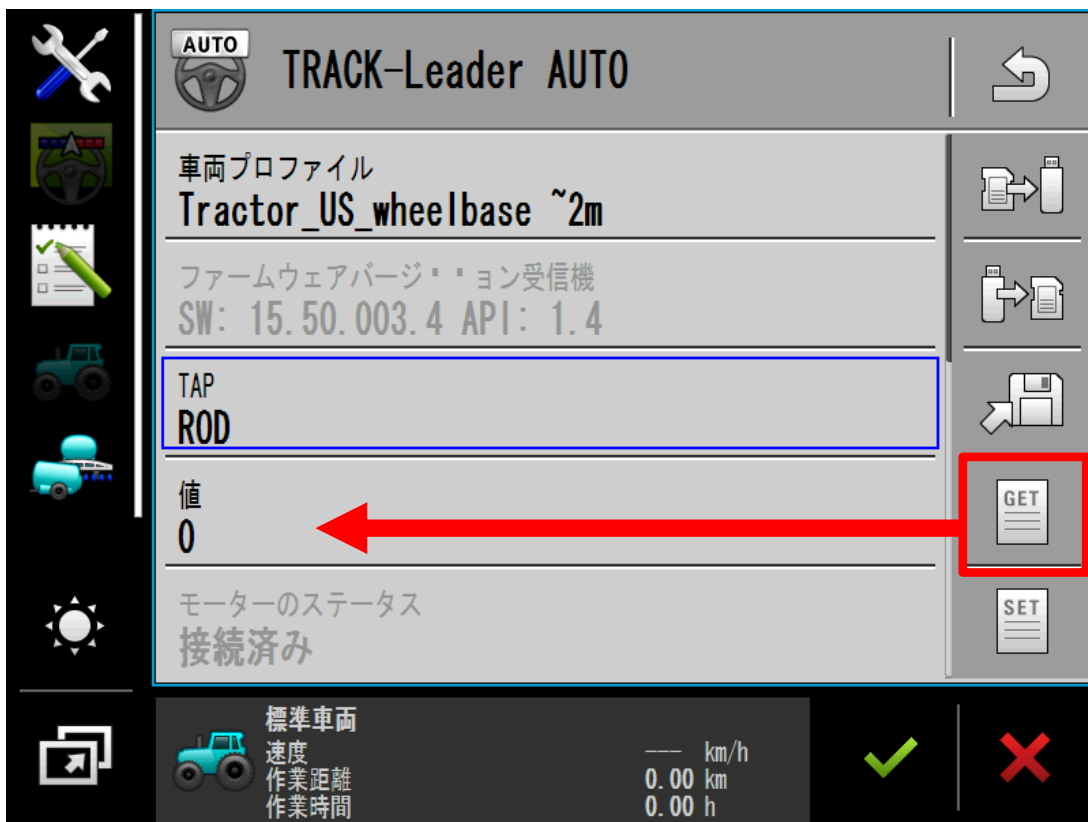 AUTO
TRACK-Leader AUTO
車両プロファイル
Tractor_US_wheelbase ~2m
ファームウェアバージ・・ョン受信機
SW: 15.50.003.4 API: 1.4
TAP
ROD
値
0
GET
モーターのステータス
接続済み
SET
標準車両
速度 --- km/h
作業距離 0.00 km
作業時間 0.00 h